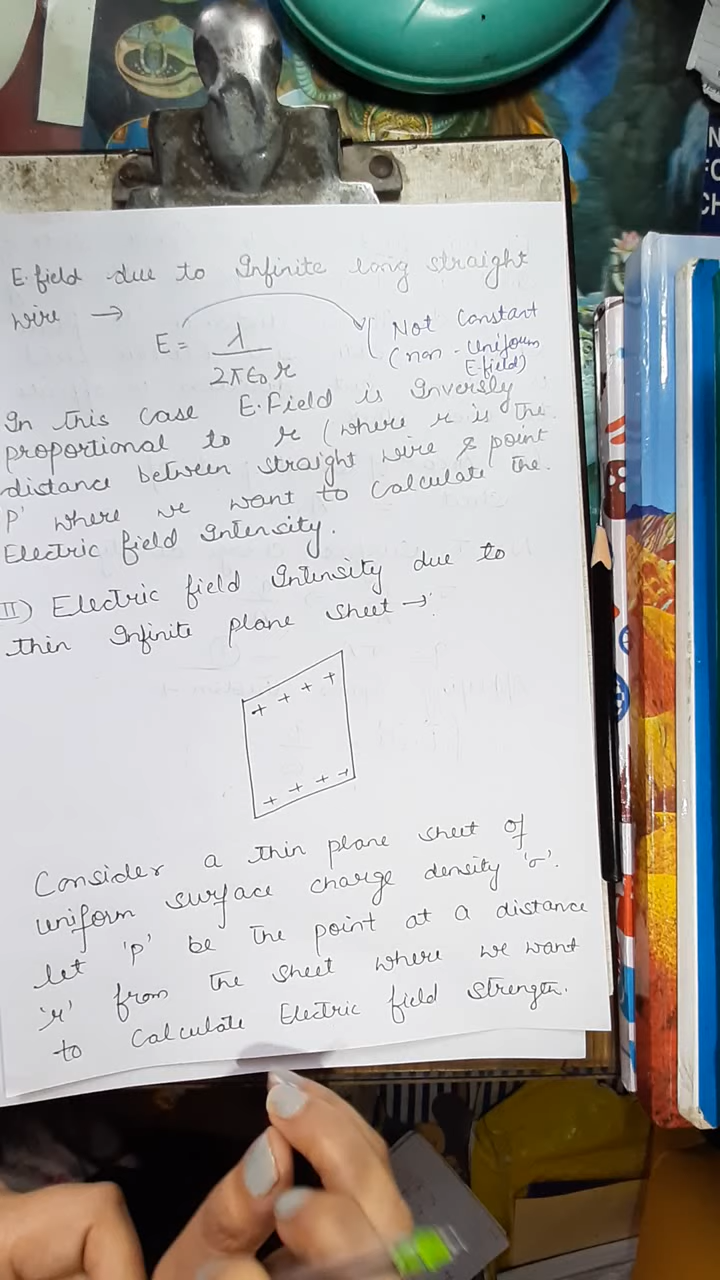 E.field due to Infinite long straight
wire →
E = λ / 2πϵ₀r
Not Constant
(non-Uniform
E.field)
In this case E.Field is Inversly
proportional to r (where r is the
distance between straight wire & point
'P' where we want to calculate the.
Electric field Intensity.
II) Electric field Intensity due to
thin Infinite plane sheet →
+ + + +
+ + + +
Consider a thin plane sheet of
uniform surface charge density 'σ'.
let 'p' be the point at a distance
'r' from the sheet where we want
to calculate Electric field strength.